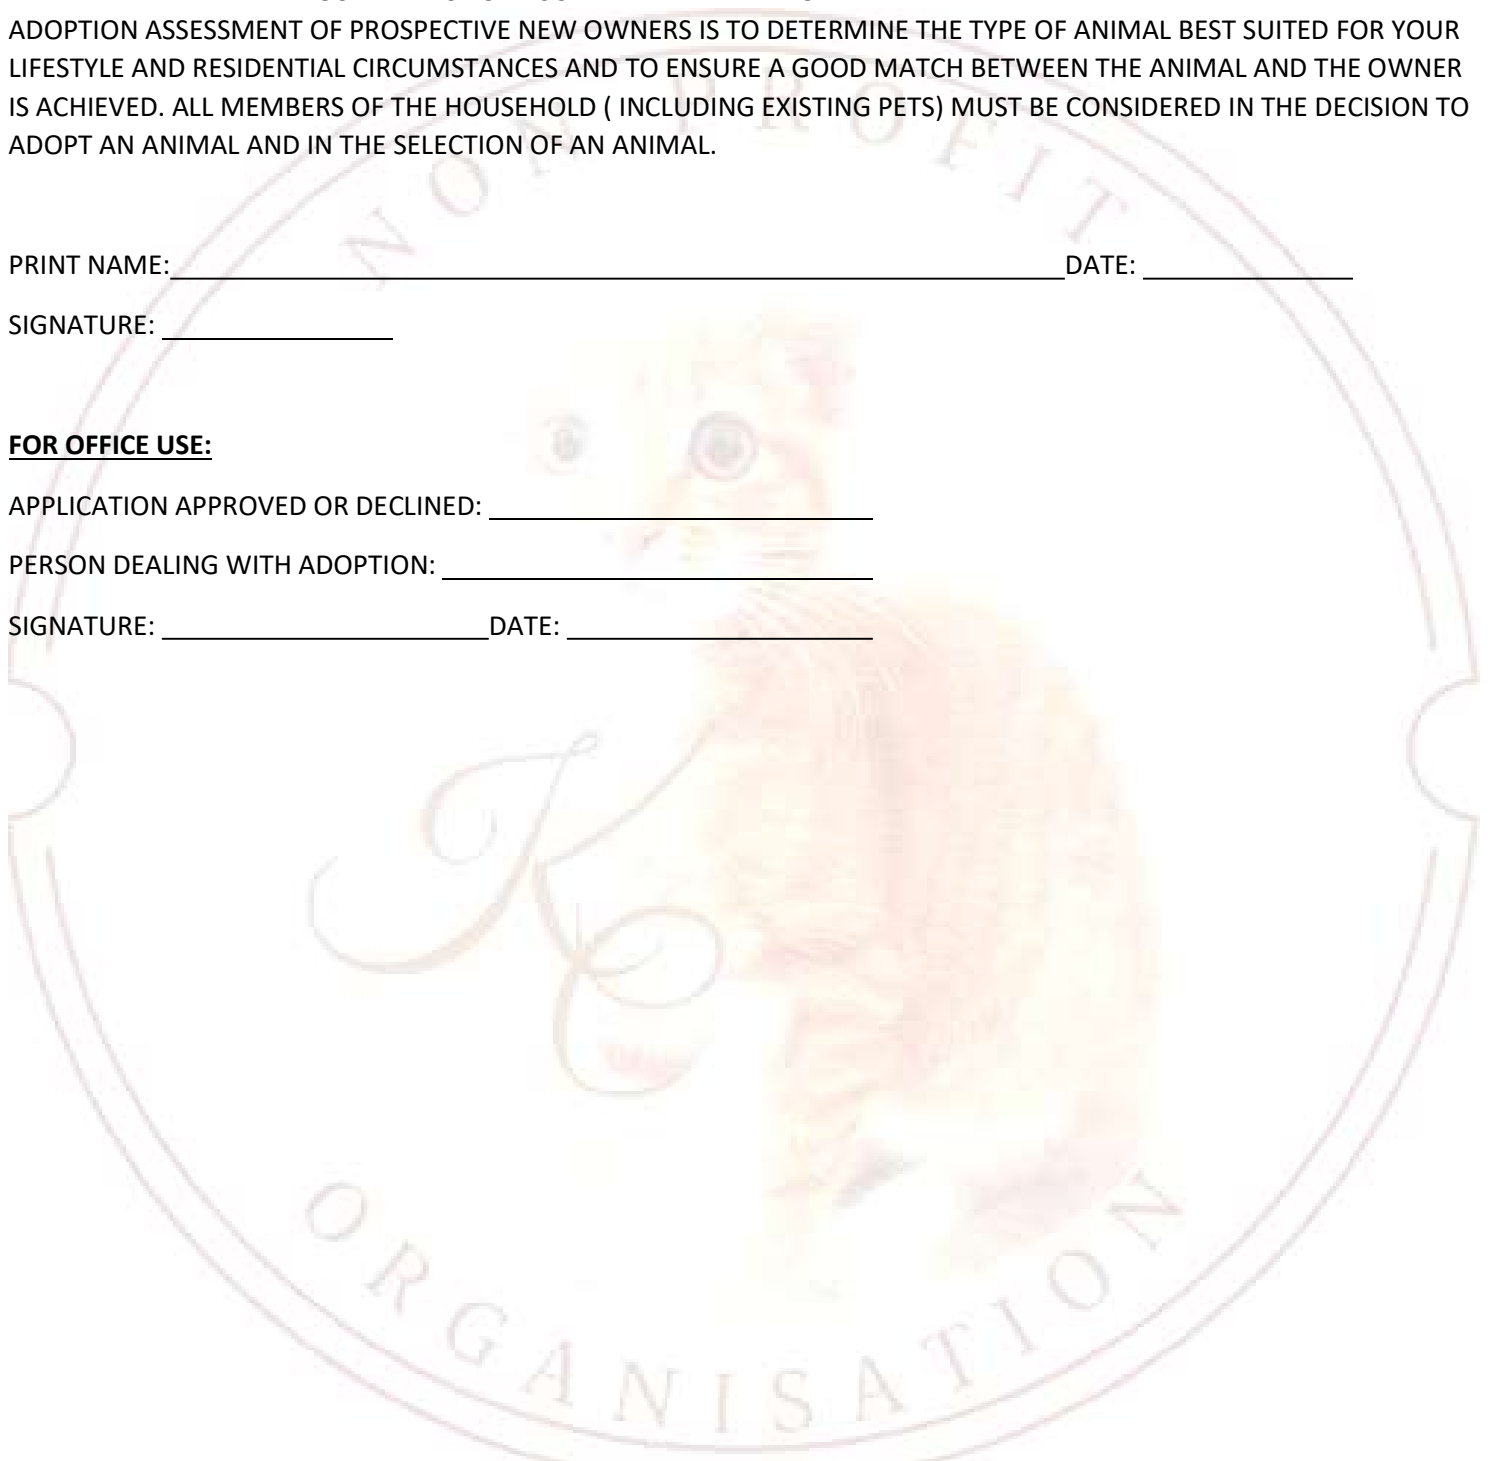 ADOPTION ASSESSMENT OF PROSPECTIVE NEW OWNERS IS TO DETERMINE THE TYPE OF ANIMAL BEST SUITED FOR YOUR
LIFESTYLE AND RESIDENTIAL CIRCUMSTANCES AND TO ENSURE A GOOD MATCH BETWEEN THE ANIMAL AND THE OWNER
IS ACHIEVED. ALL MEMBERS OF THE HOUSEHOLD ( INCLUDING EXISTING PETS) MUST BE CONSIDERED IN THE DECISION TO
ADOPT AN ANIMAL AND IN THE SELECTION OF AN ANIMAL.
NON PROFIT
PRINT NAME: DATE:
SIGNATURE:
FOR OFFICE USE:
APPLICATION APPROVED OR DECLINED:
PERSON DEALING WITH ADOPTION:
SIGNATURE: DATE:
KC
ORGANISATION